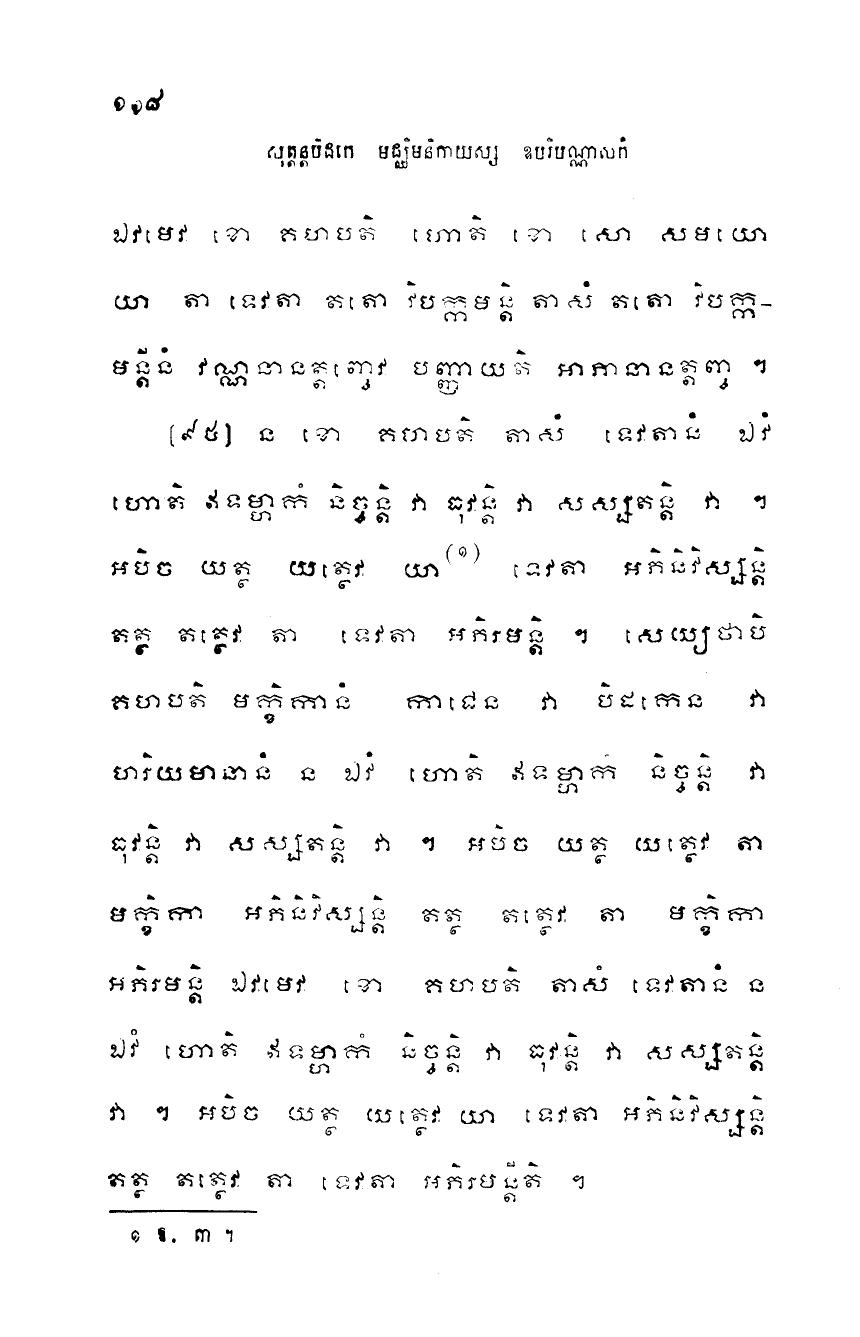 ១១៨
សុត្តន្តបិដកេ មជ្ឈិមនិកាយស្ស ឧបរិបណ្ណាសកំ
ឯវមេវ ខោ គហបតិ ហោតិ ខោ សោ សមយោ
យា តា ទេវតា តតោ វិបក្កមន្តិ តាសំ តតោ វិបក្ក-
មន្តីនំ វណ្ណនានត្តញ្ចេវ បញ្ញាយតិ អាភានានត្តញ្ច ។
[៩៥] ន ខោ គហបតិ តាសំ ទេវតានំ ឯវំ
ហោតិ ឥទម្ហាកំ និច្ចន្តិ វា ធុវន្តិ វា សស្សតន្តិ វា ។
អបិច យត្ថ យត្ថេវ យា(១) ទេវតា អភិនិវិស្សន្តិ
តត្ថ តត្ថេវ តា ទេវតា អភិរមន្តិ ។ សេយ្យថាបិ
គហបតិ មក្ខិកានំ កាជេន វា បិដកេន វា
ហរិយមានានំ ន ឯវំ ហោតិ ឥទម្ហាកំ និច្ចន្តិ វា
ធុវន្តិ វា សស្សតន្តិ វា ។ អបិច យត្ថ យត្ថេវ តា
មក្ខិកា អភិនិវិស្សន្តិ តត្ថ តត្ថេវ តា មក្ខិកា
អភិរមន្តិ ឯវមេវ ខោ គហបតិ តាសំ ទេវតានំ ន
ឯវំ ហោតិ ឥទម្ហាកំ និច្ចន្តិ វា ធុវន្តិ វា សស្សតន្តិ
វា ។ អបិច យត្ថ យត្ថេវ យា ទេវតា អភិនិវិស្សន្តិ
តត្ថ តត្ថេវ តា ទេវតា អភិរបន្តីតិ ។
១ ឱ. តា ។